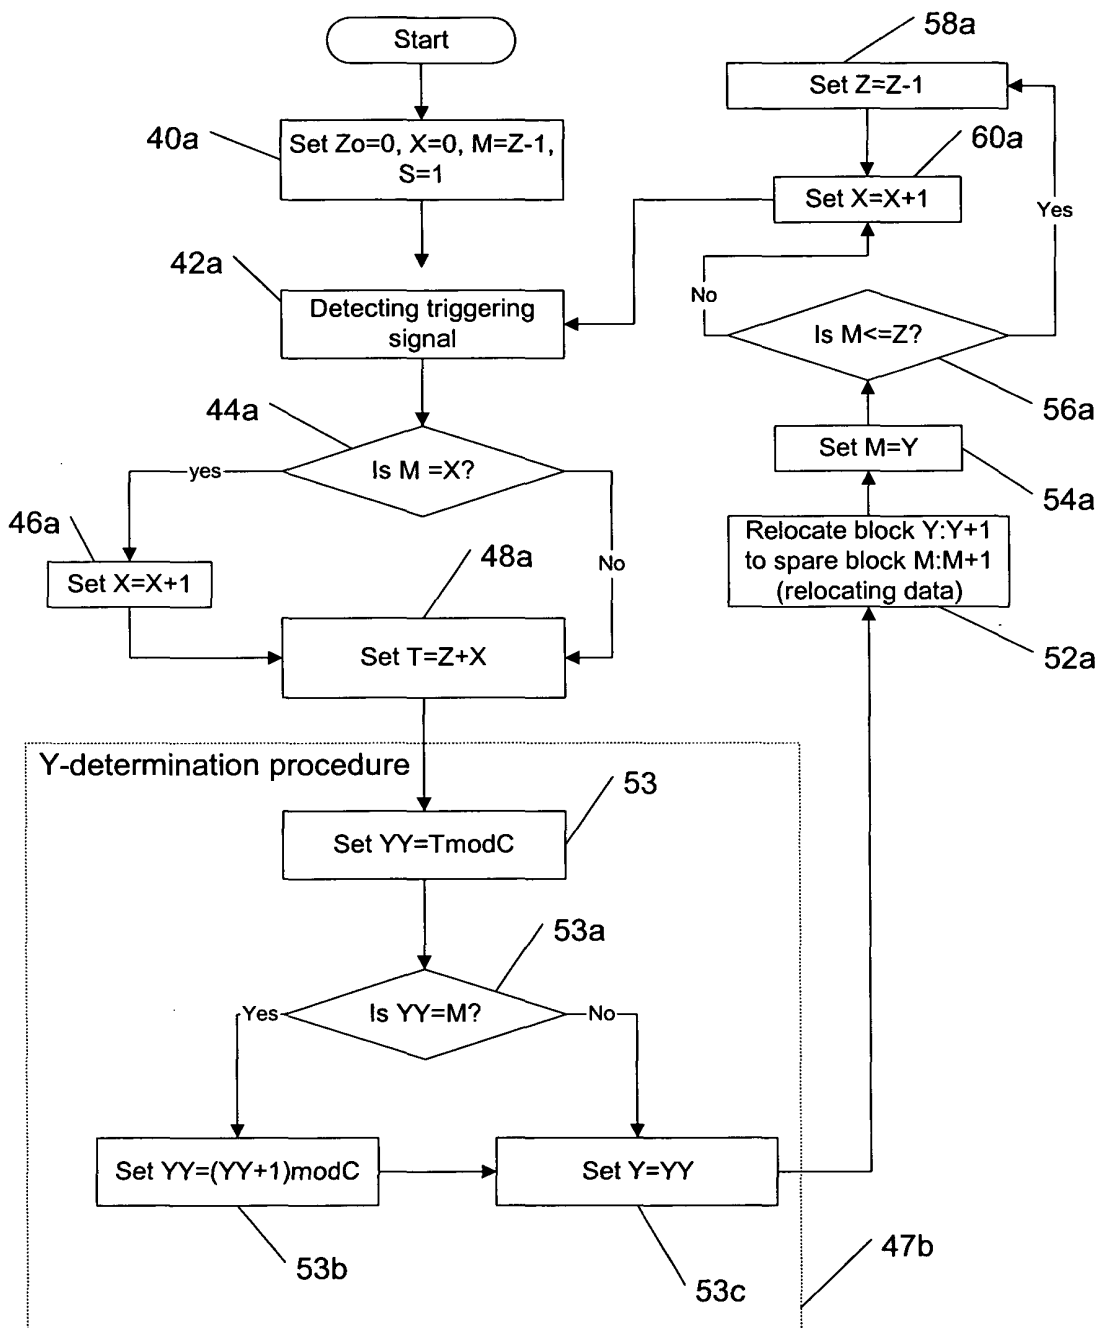 Start
40a
Set Zo=0, X=0, M=Z-1,
S=1
42a
Detecting triggering
signal
44a
Is M =X?
yes
No
46a
Set X=X+1
48a
Set T=Z+X
Y-determination procedure
53
Set YY=TmodC
53a
Is YY=M?
Yes
No
Set YY=(YY+1)modC
53b
Set Y=YY
53c
47b
58a
Set Z=Z-1
60a
Set X=X+1
Yes
No
Is M<=Z?
56a
Set M=Y
54a
Relocate block Y:Y+1
to spare block M:M+1
(relocating data)
52a